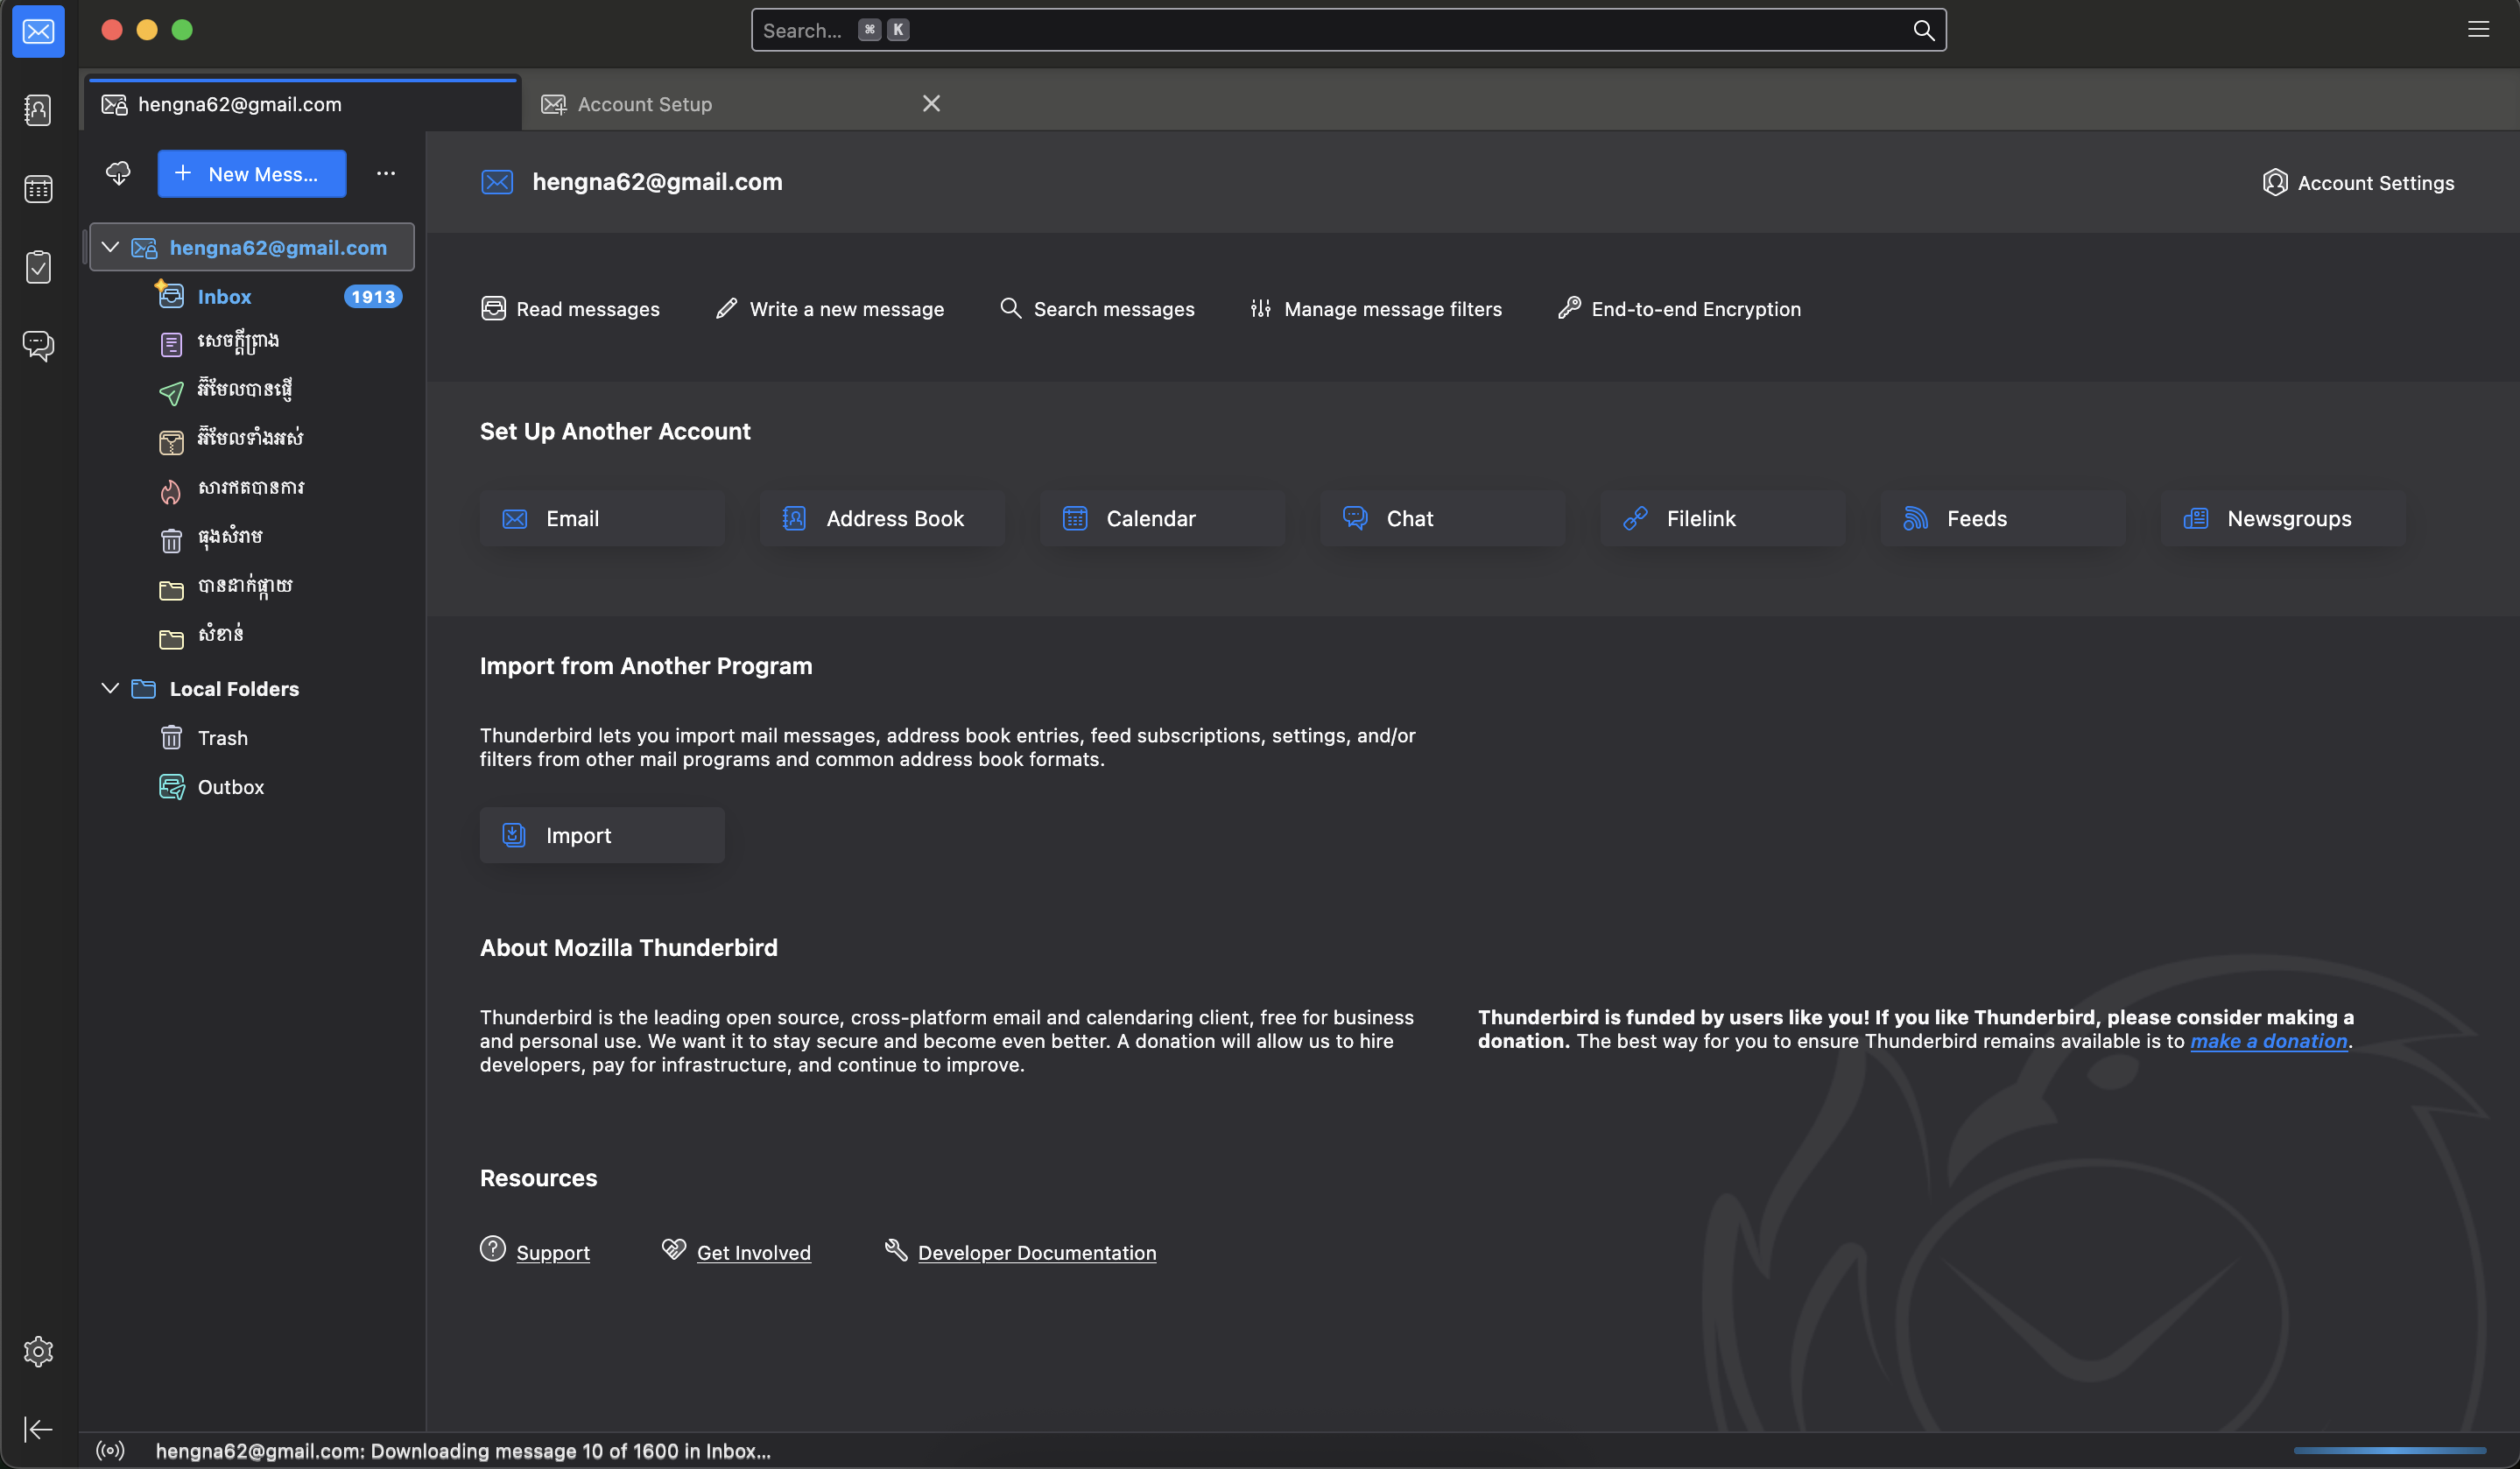 Search... ⌘ K
hengna62@gmail.com
Account Setup
New Mess...
hengna62@gmail.com
Account Settings
hengna62@gmail.com
Inbox 1913
សេចក្ដីព្រាង
អ៊ីមែលបានផ្ញើ
អ៊ីមែលទាំងអស់
សារឥតបានការ
ធុងសំរាម
បានដាក់ផ្កាយ
សំខាន់
Local Folders
Trash
Outbox
Read messages
Write a new message
Search messages
Manage message filters
End-to-end Encryption
Set Up Another Account
Email
Address Book
Calendar
Chat
Filelink
Feeds
Newsgroups
Import from Another Program
Thunderbird lets you import mail messages, address book entries, feed subscriptions, settings, and/or
filters from other mail programs and common address book formats.
Import
About Mozilla Thunderbird
Thunderbird is the leading open source, cross-platform email and calendaring client, free for business
and personal use. We want it to stay secure and become even better. A donation will allow us to hire
developers, pay for infrastructure, and continue to improve.
Thunderbird is funded by users like you! If you like Thunderbird, please consider making a
donation. The best way for you to ensure Thunderbird remains available is to make a donation.
Resources
Support
Get Involved
Developer Documentation
hengna62@gmail.com: Downloading message 10 of 1600 in Inbox...